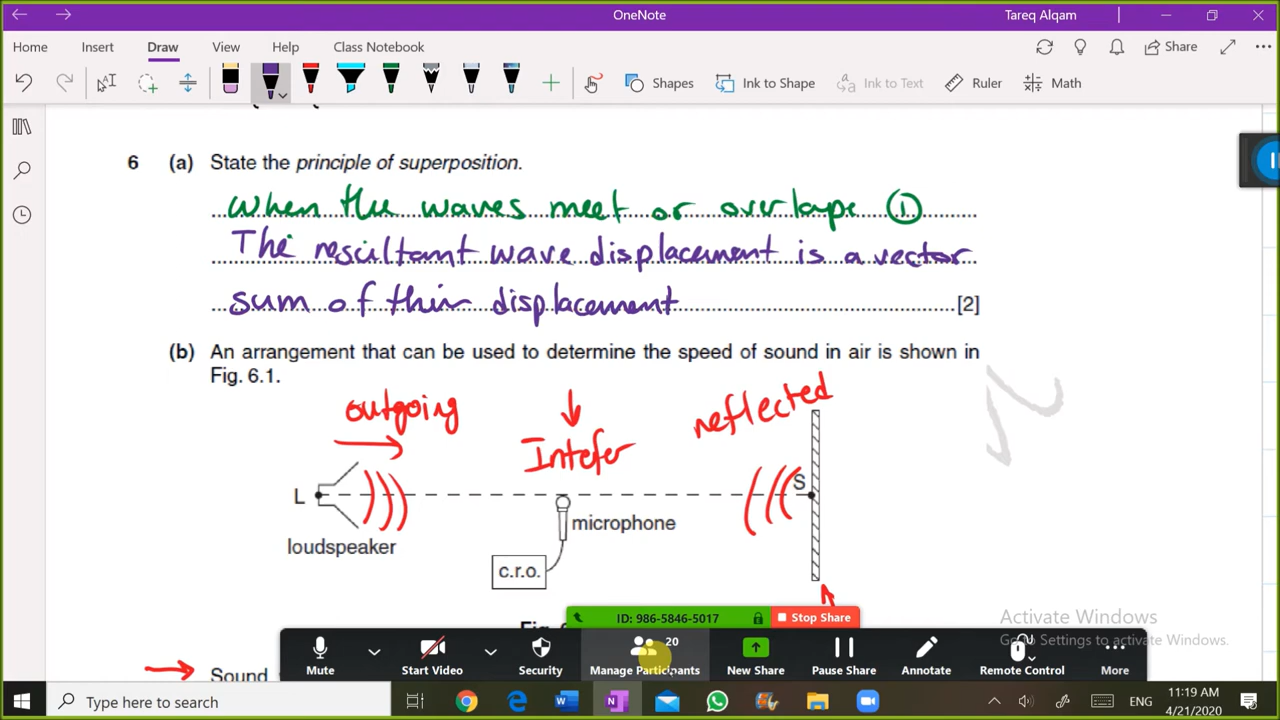 OneNote
Tareq Alqam
Home Insert Draw View Help Class Notebook
Share
Shapes Ink to Shape Ink to Text Ruler Math
6 (a) State the principle of superposition.
when the waves meet or overlape ①
The resultant wave displacement is a vector
sum of thir displacement [2]
(b) An arrangement that can be used to determine the speed of sound in air is shown in
Fig. 6.1.
outgoing
reflected
Intefer
L
S
microphone
loudspeaker
c.r.o.
ID: 986-5846-5017 Stop Share
Activate Windows
Go to Settings to activate Windows.
20
Mute Start Video Security Manage Participants New Share Pause Share Annotate Remote Control More
Sound
Type here to search
ENG
11:19 AM
4/21/2020